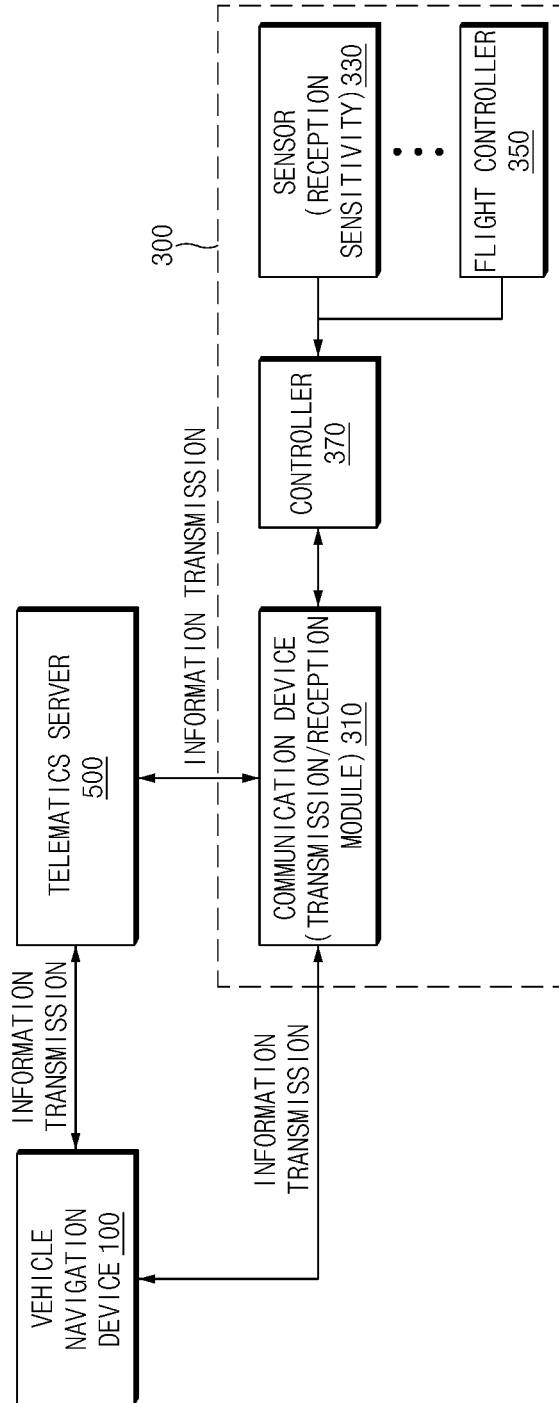 VEHICLE
NAVIGATION
DEVICE 100
INFORMATION
TRANSMISSION
TELEMATICS SERVER
500
INFORMATION
TRANSMISSION
INFORMATION TRANSMISSION
300
COMMUNICATION DEVICE
(TRANSMISSION/RECEPTION
MODULE) 310
CONTROLLER
370
SENSOR
(RECEPTION
SENSITIVITY) 330
FLIGHT CONTROLLER
350